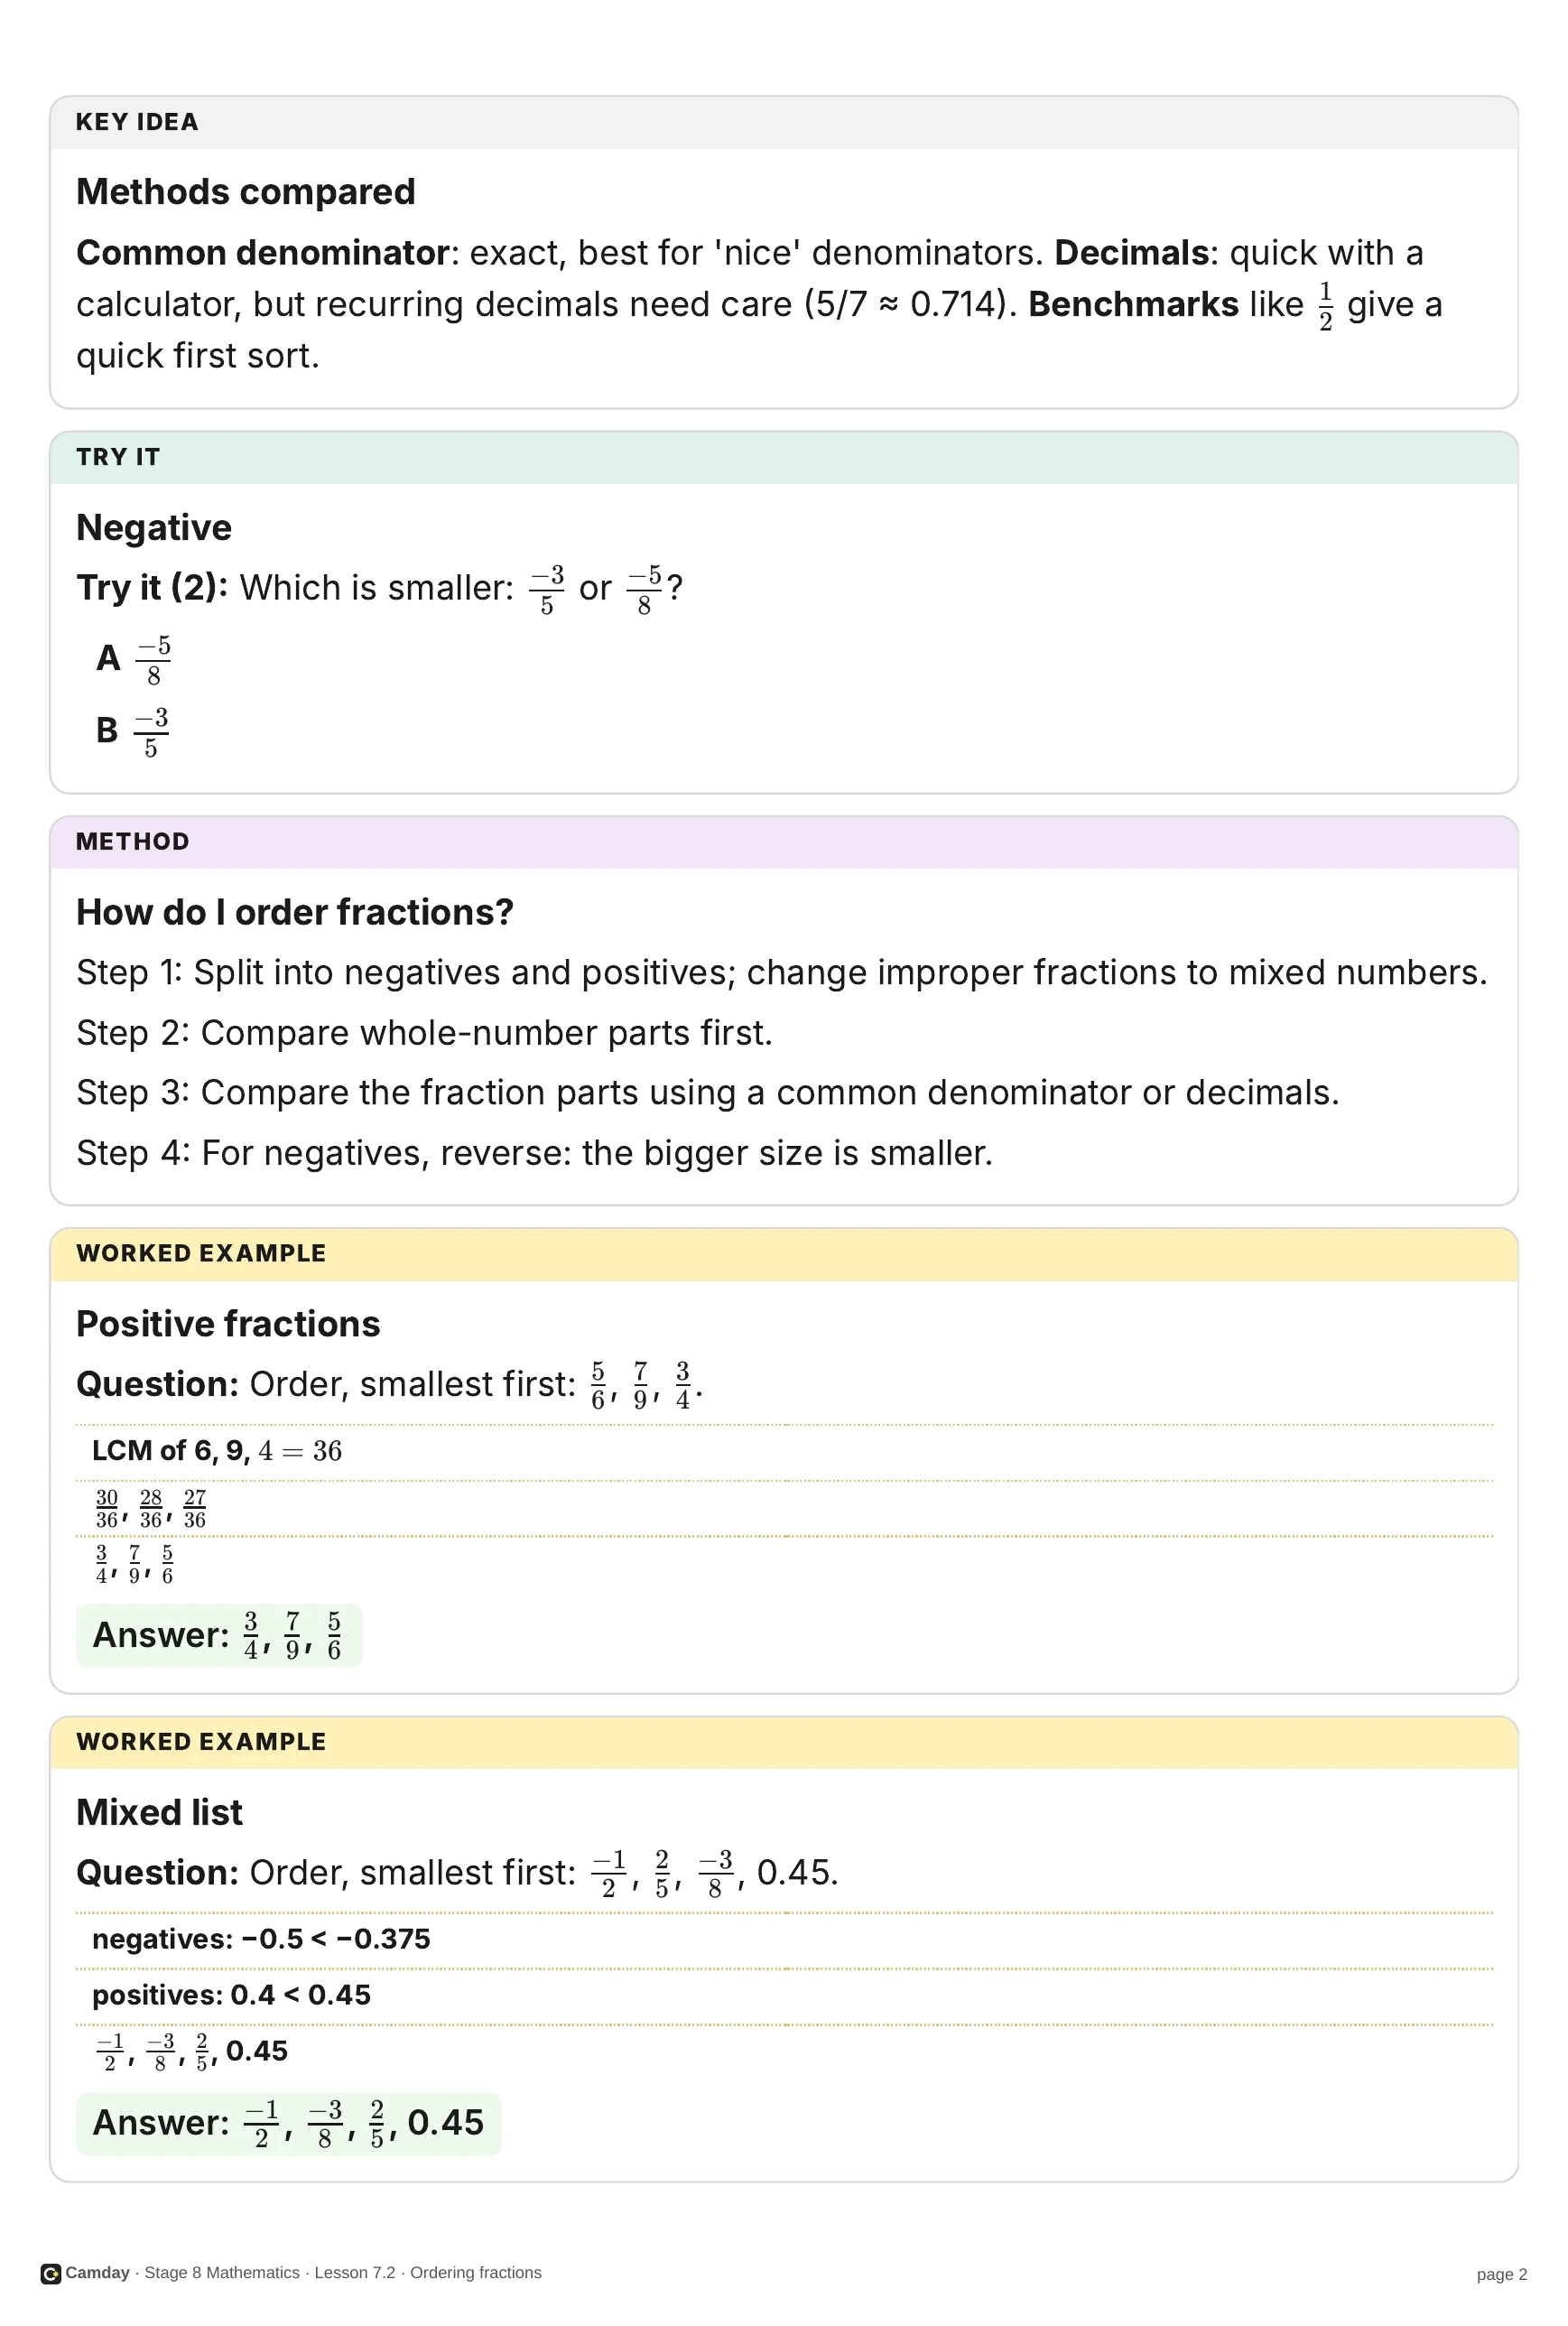 KEY IDEA
Methods compared
Common denominator: exact, best for 'nice' denominators. Decimals: quick with a
calculator, but recurring decimals need care (5/7 ≈ 0.714). Benchmarks like 1/2 give a
quick first sort.
TRY IT
Negative
Try it (2): Which is smaller: −3/5 or −5/8?
A −5/8
B −3/5
METHOD
How do I order fractions?
Step 1: Split into negatives and positives; change improper fractions to mixed numbers.
Step 2: Compare whole-number parts first.
Step 3: Compare the fraction parts using a common denominator or decimals.
Step 4: For negatives, reverse: the bigger size is smaller.
WORKED EXAMPLE
Positive fractions
Question: Order, smallest first: 5/6, 7/9, 3/4.
LCM of 6, 9, 4 = 36
30/36, 28/36, 27/36
3/4, 7/9, 5/6
Answer: 3/4, 7/9, 5/6
WORKED EXAMPLE
Mixed list
Question: Order, smallest first: −1/2, 2/5, −3/8, 0.45.
negatives: −0.5 < −0.375
positives: 0.4 < 0.45
−1/2, −3/8, 2/5, 0.45
Answer: −1/2, −3/8, 2/5, 0.45
Camday · Stage 8 Mathematics · Lesson 7.2 · Ordering fractions
page 2